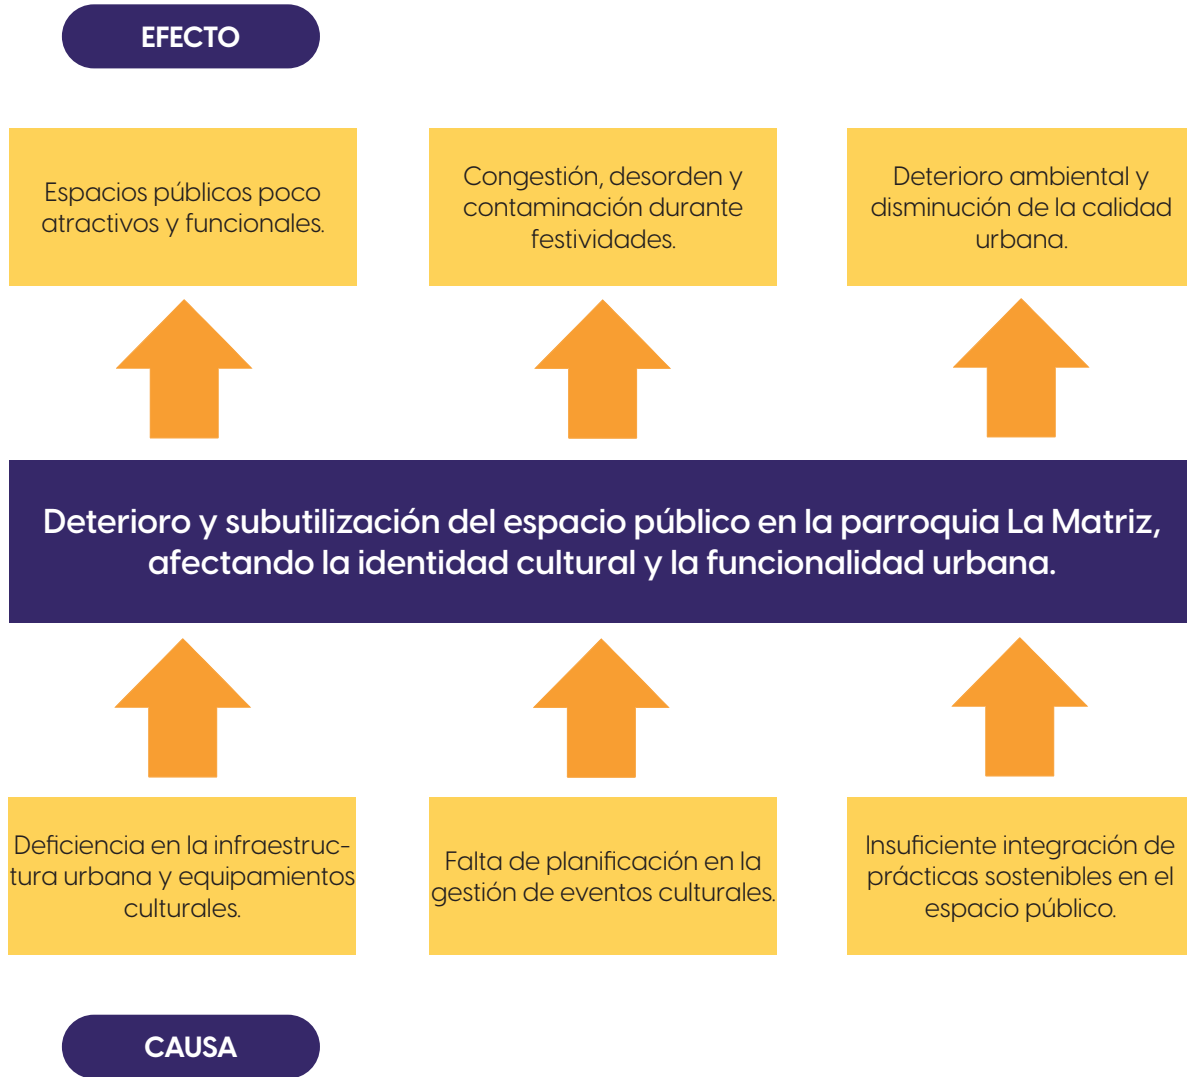 EFECTO
Espacios públicos poco
atractivos y funcionales.
Congestión, desorden y
contaminación durante
festividades.
Deterioro ambiental y
disminución de la calidad
urbana.
Deterioro y subutilización del espacio público en la parroquia La Matriz,
afectando la identidad cultural y la funcionalidad urbana.
Deficiencia en la infraestruc-
tura urbana y equipamientos
culturales.
Falta de planificación en la
gestión de eventos culturales.
Insuficiente integración de
prácticas sostenibles en el
espacio público.
CAUSA